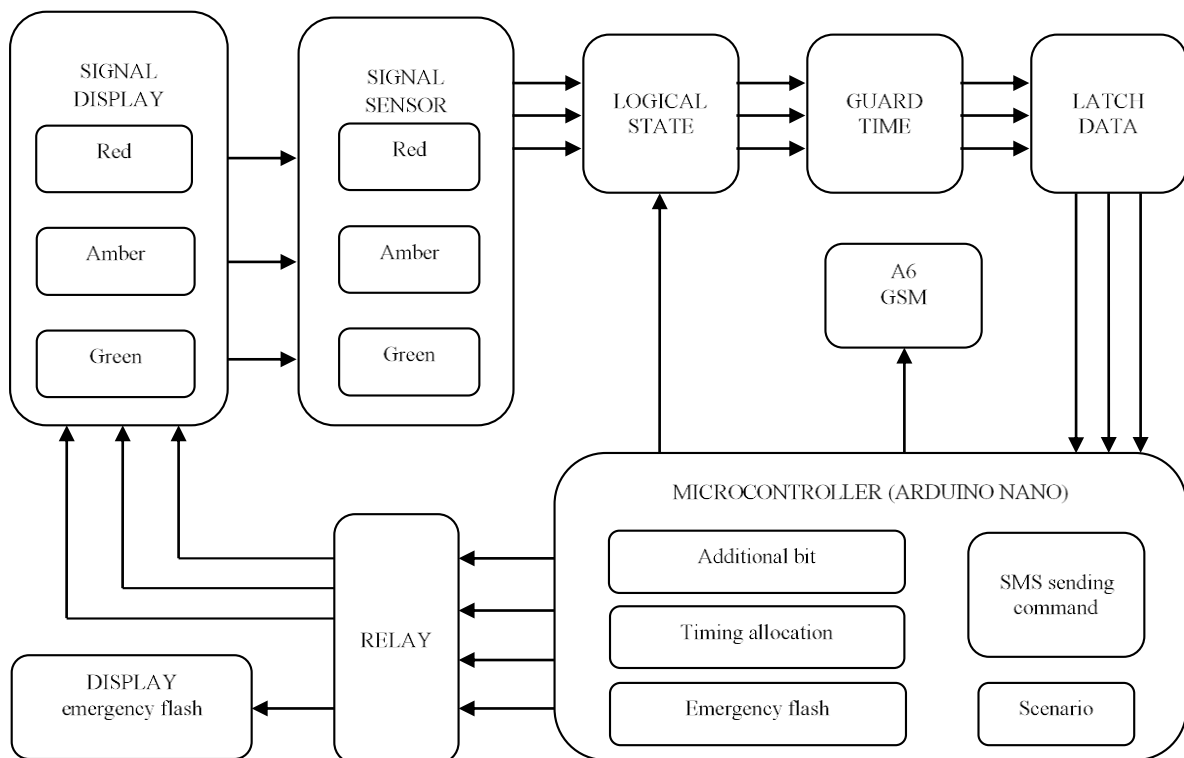 SIGNAL
DISPLAY
Red
Amber
Green
SIGNAL
SENSOR
Red
Amber
Green
LOGICAL
STATE
GUARD
TIME
LATCH
DATA
A6
GSM
MICROCONTROLLER (ARDUINO NANO)
Additional bit
Timing allocation
Emergency flash
SMS sending
command
Scenario
RELAY
DISPLAY
emergency flash